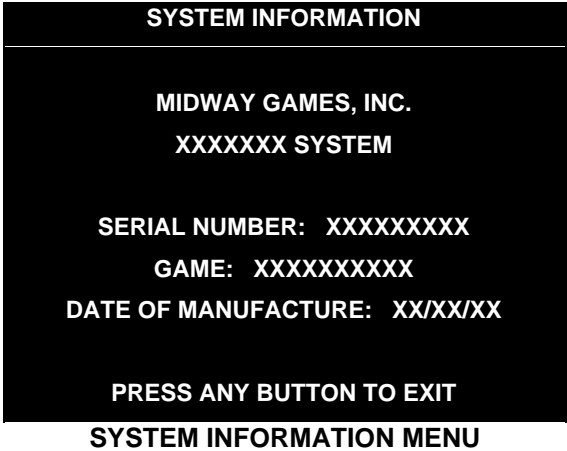 SYSTEM INFORMATION
MIDWAY GAMES, INC.
XXXXXXX SYSTEM
SERIAL NUMBER: XXXXXXXXX
GAME: XXXXXXXXXX
DATE OF MANUFACTURE: XX/XX/XX
PRESS ANY BUTTON TO EXIT
SYSTEM INFORMATION MENU